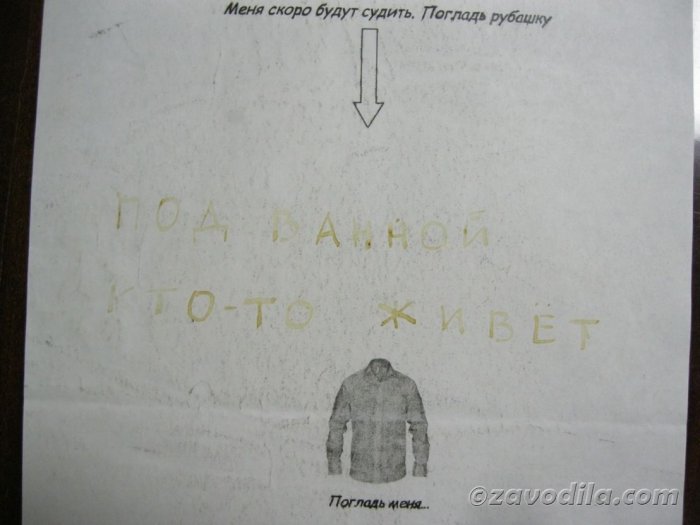 Меня скоро будут судить. Погладь рубашку
ПОД ВАННОЙ
КТО-ТО ЖИВЁТ
Погладь меня...
©zavodila.com